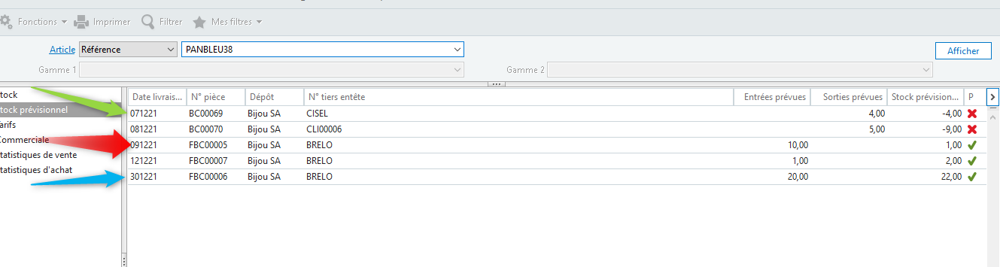 Fonctions Imprimer Filtrer Mes filtres
Article Référence PANBLEU38 Afficher
Gamme 1 Gamme 2
tock
tock prévisionnel
arifs
Commerciale
tatistiques de vente
tatistiques d'achat
Date livrais... N° pièce Dépôt N° tiers entête Entrées prévues Sorties prévues Stock prévision... P
071221 BC00069 Bijou SA CISEL 4,00 -4,00
081221 BC00070 Bijou SA CLI00006 5,00 -9,00
091221 FBC00005 Bijou SA BRELO 10,00 1,00
121221 FBC00007 Bijou SA BRELO 1,00 2,00
301221 FBC00006 Bijou SA BRELO 20,00 22,00